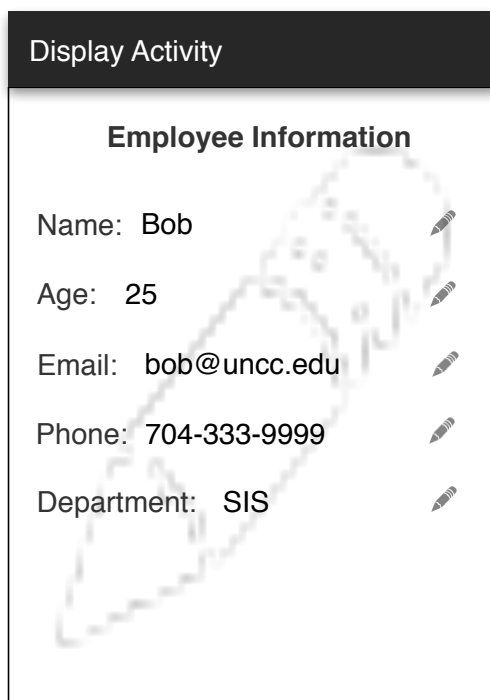 Display Activity
Employee Information
Name: Bob
Age: 25
Email: bob@uncc.edu
Phone: 704-333-9999
Department: SIS